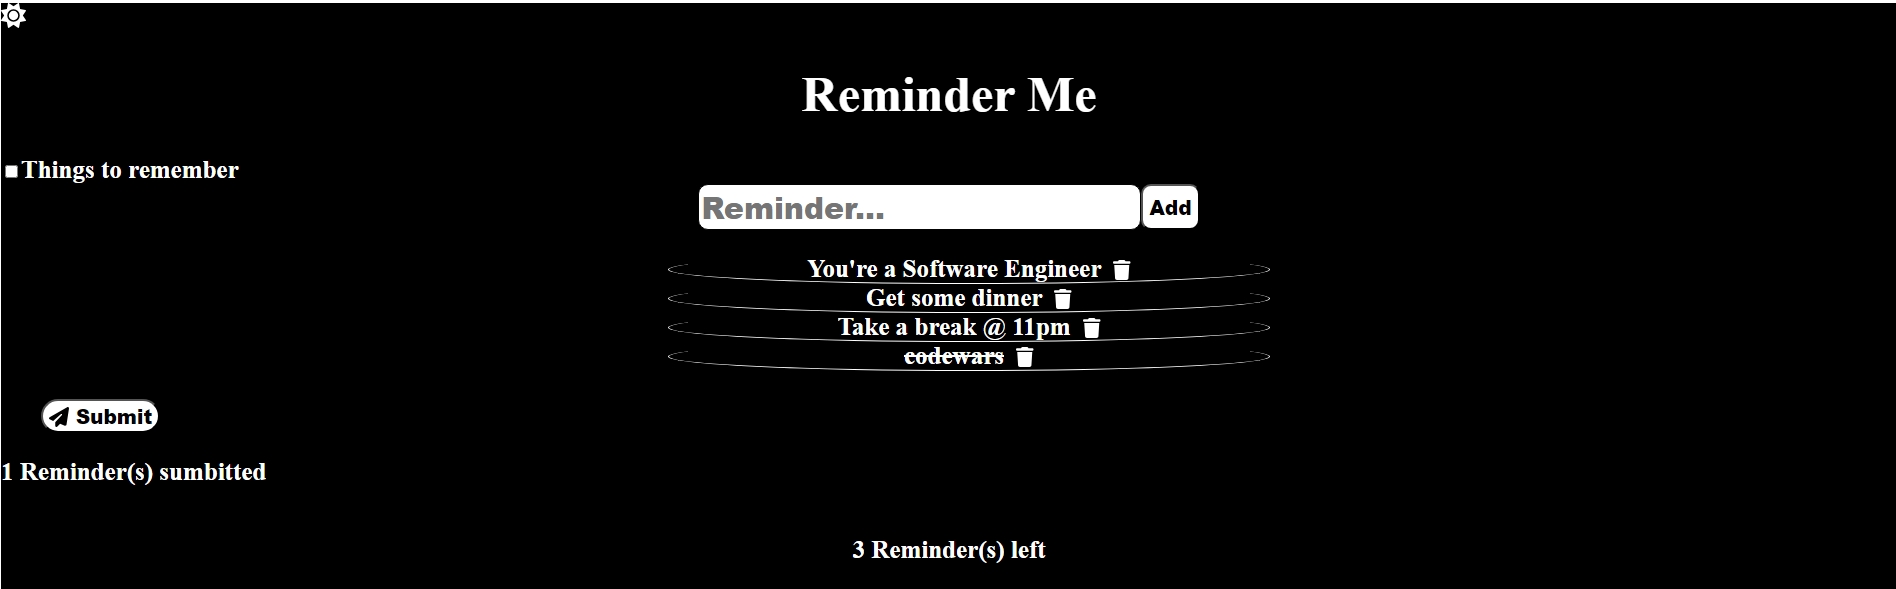 Reminder Me
Things to remember
Reminder...
Add
You're a Software Engineer
Get some dinner
Take a break @ 11pm
codewars
Submit
1 Reminder(s) sumbitted
3 Reminder(s) left